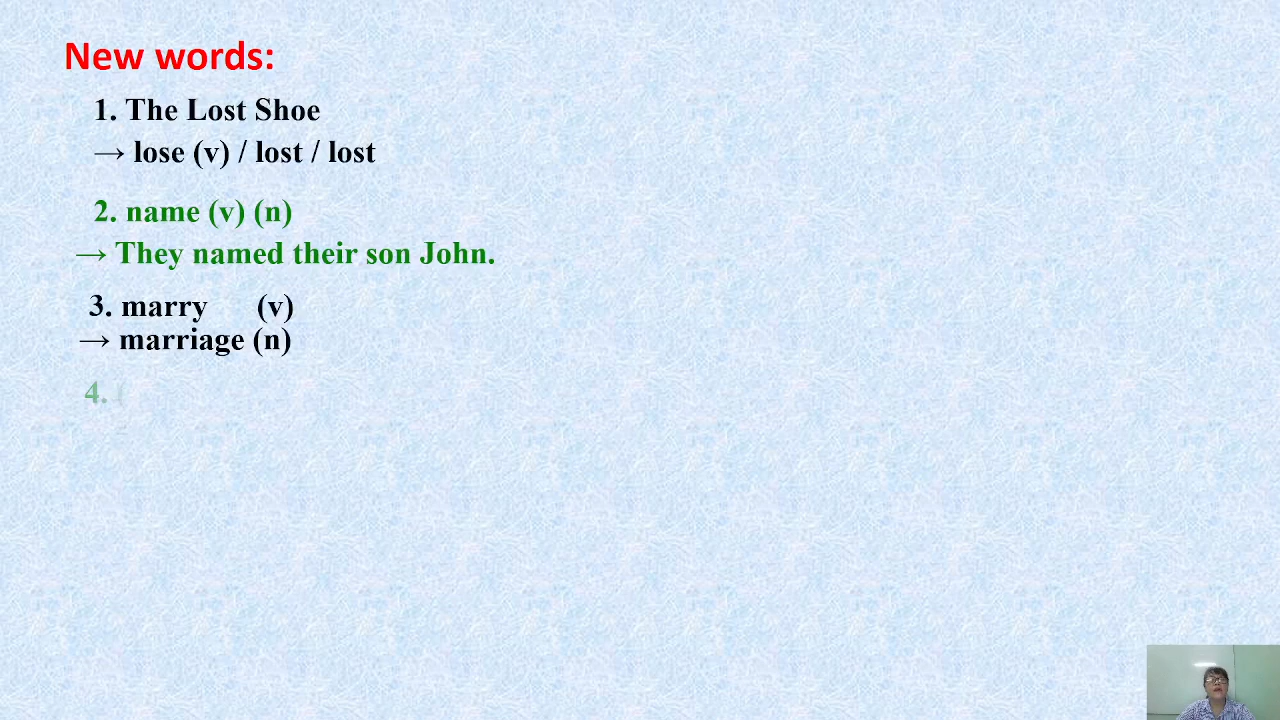 New words:
1. The Lost Shoe
→ lose (v) / lost / lost
2. name (v) (n)
→ They named their son John.
3. marry (v)
→ marriage (n)
4.